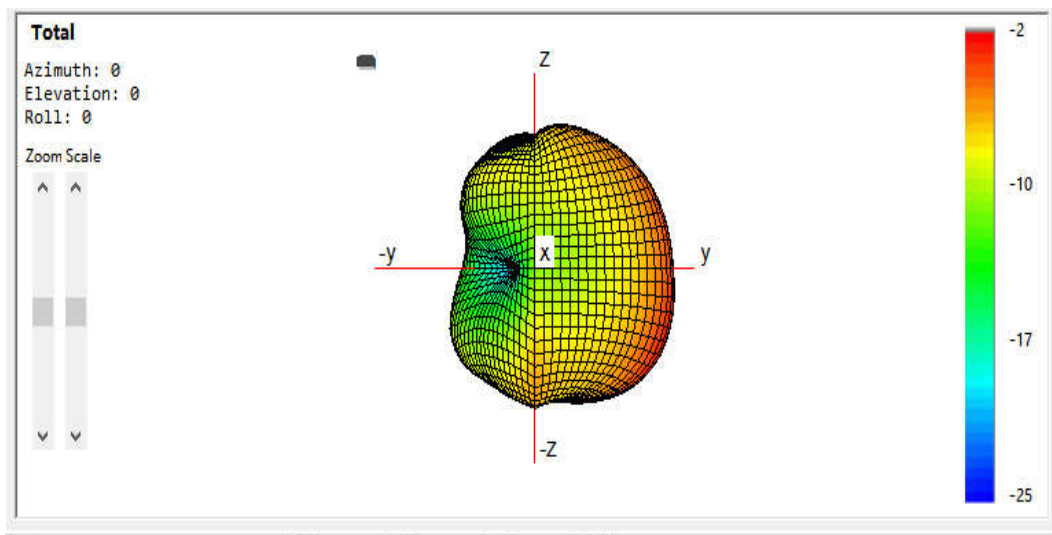 Total
Azimuth: 0
Elevation: 0
Roll: 0
Zoom Scale
Z
-y
x
y
-Z
-2
-10
-17
-25